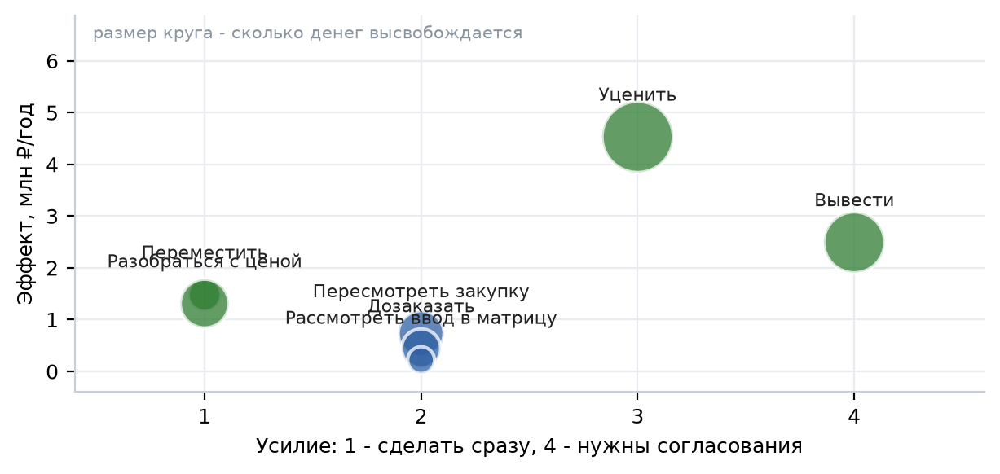 размер круга - сколько денег высвобождается
Эффект, млн ₽/год
6
5
4
3
2
1
0
Уценить
Вывести
Переместить
Разобраться с ценой
Пересмотреть закупку
Дозаказать
Рассмотреть ввод в матрицу
1
2
3
4
Усилие: 1 - сделать сразу, 4 - нужны согласования